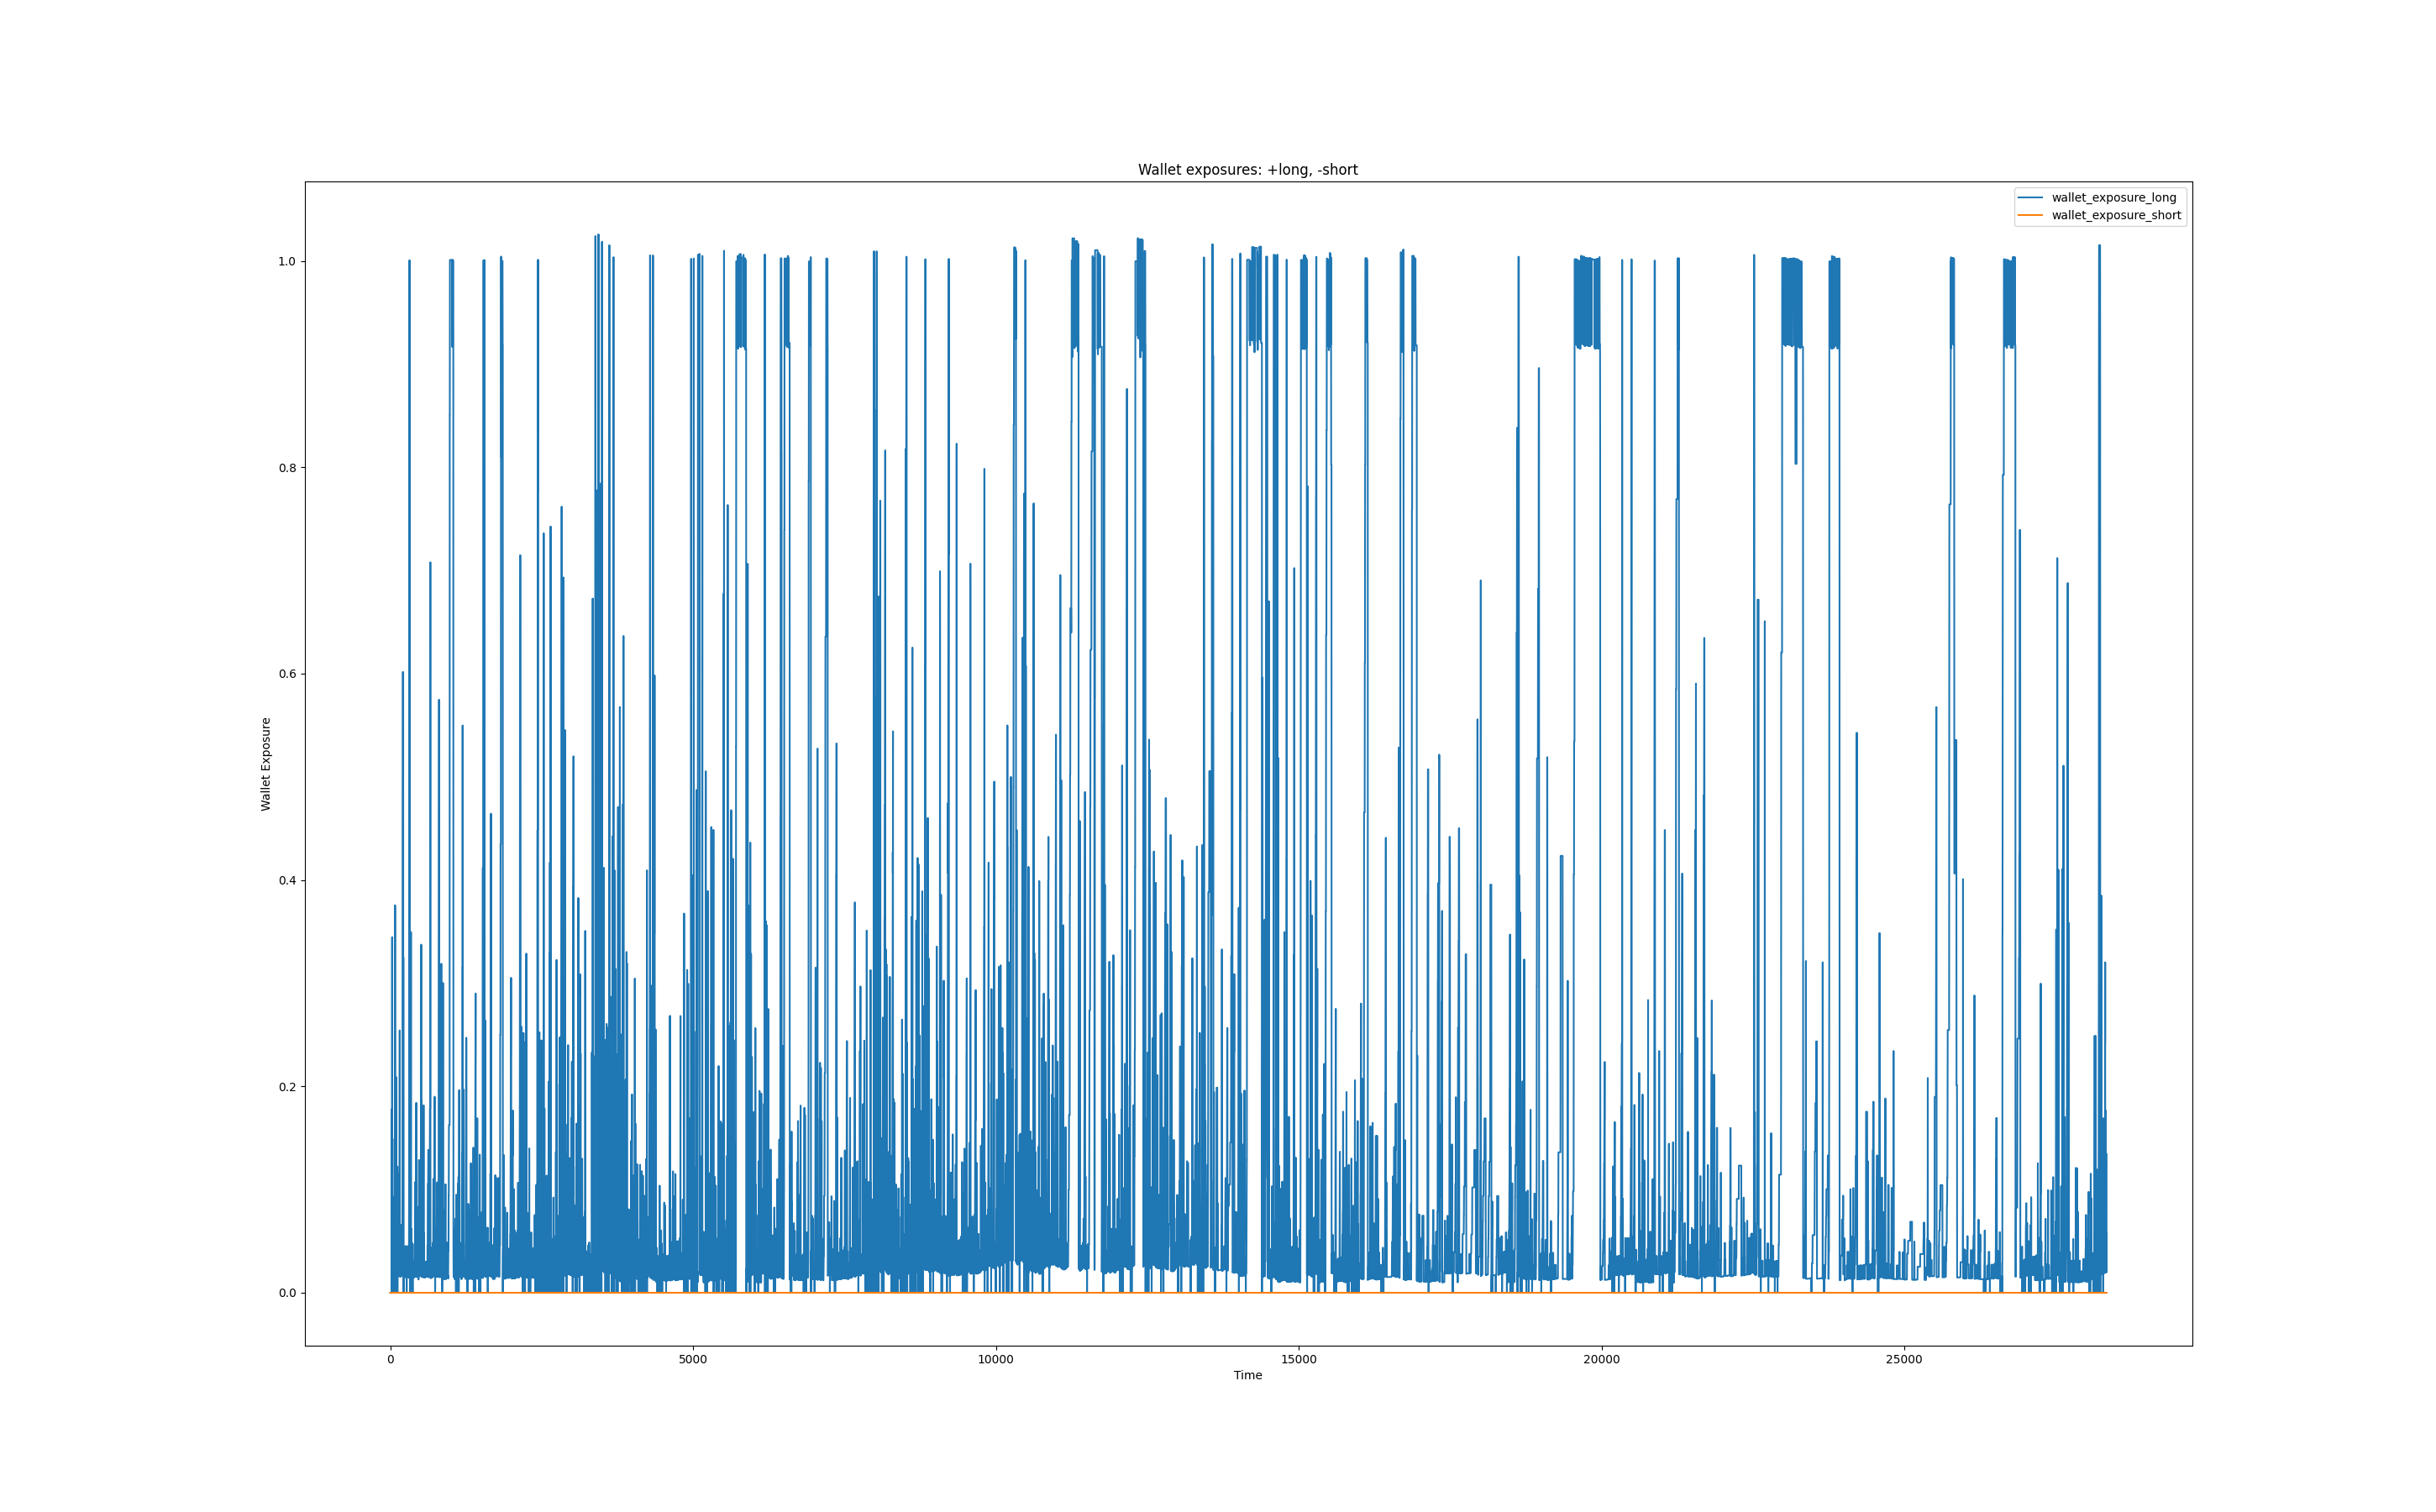 Wallet exposures: +long, -short
wallet_exposure_long
wallet_exposure_short
1.0
0.8
0.6
0.4
0.2
0.0
Wallet Exposure
0 5000 10000 15000 20000 25000
Time